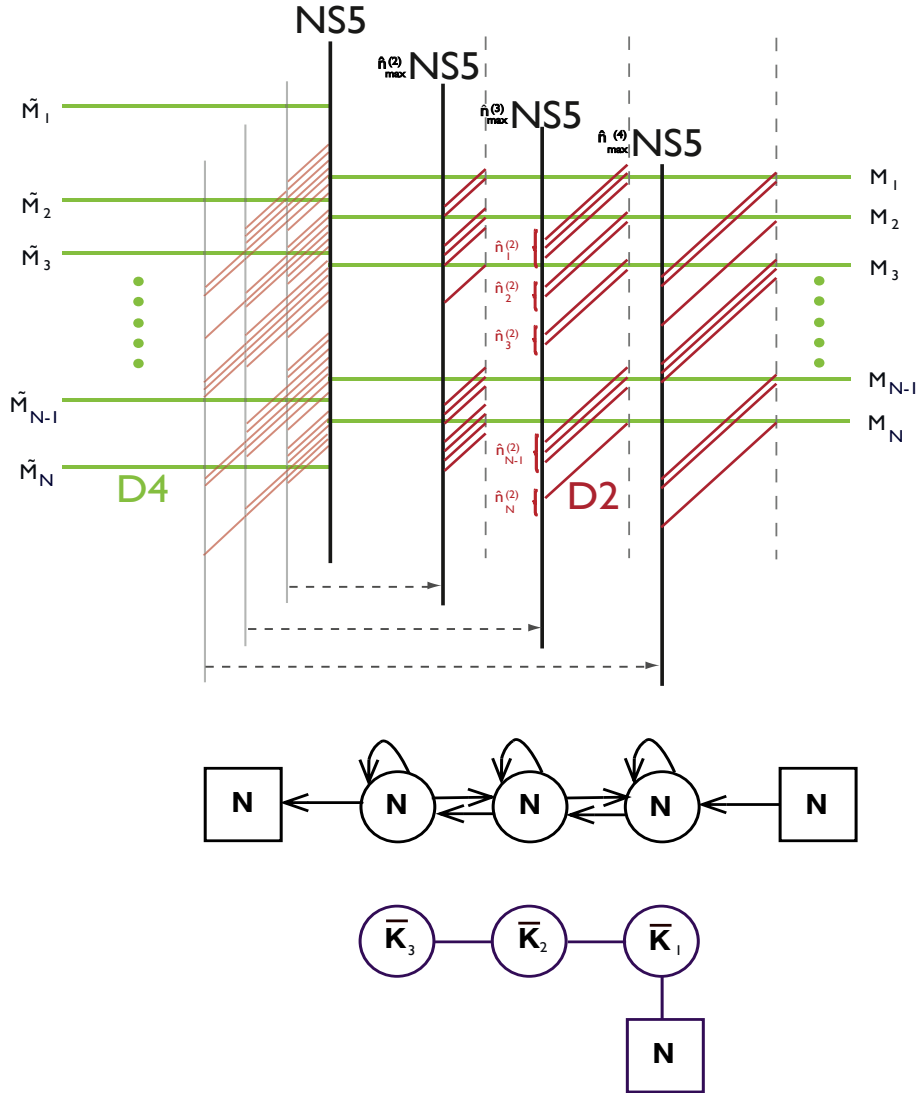 NS5
n̂⁽²⁾max NS5
n̂⁽³⁾max NS5
n̂⁽⁴⁾max NS5
M̃₁
M̃₂
M̃₃
M̃N-1
M̃N
M₁
M₂
M₃
MN-1
MN
n̂₁⁽²⁾
n̂₂⁽²⁾
n̂₃⁽²⁾
n̂N-1⁽²⁾
n̂N⁽²⁾
D4
D2
N N N N N
K̅₃ K̅₂ K̅₁
N